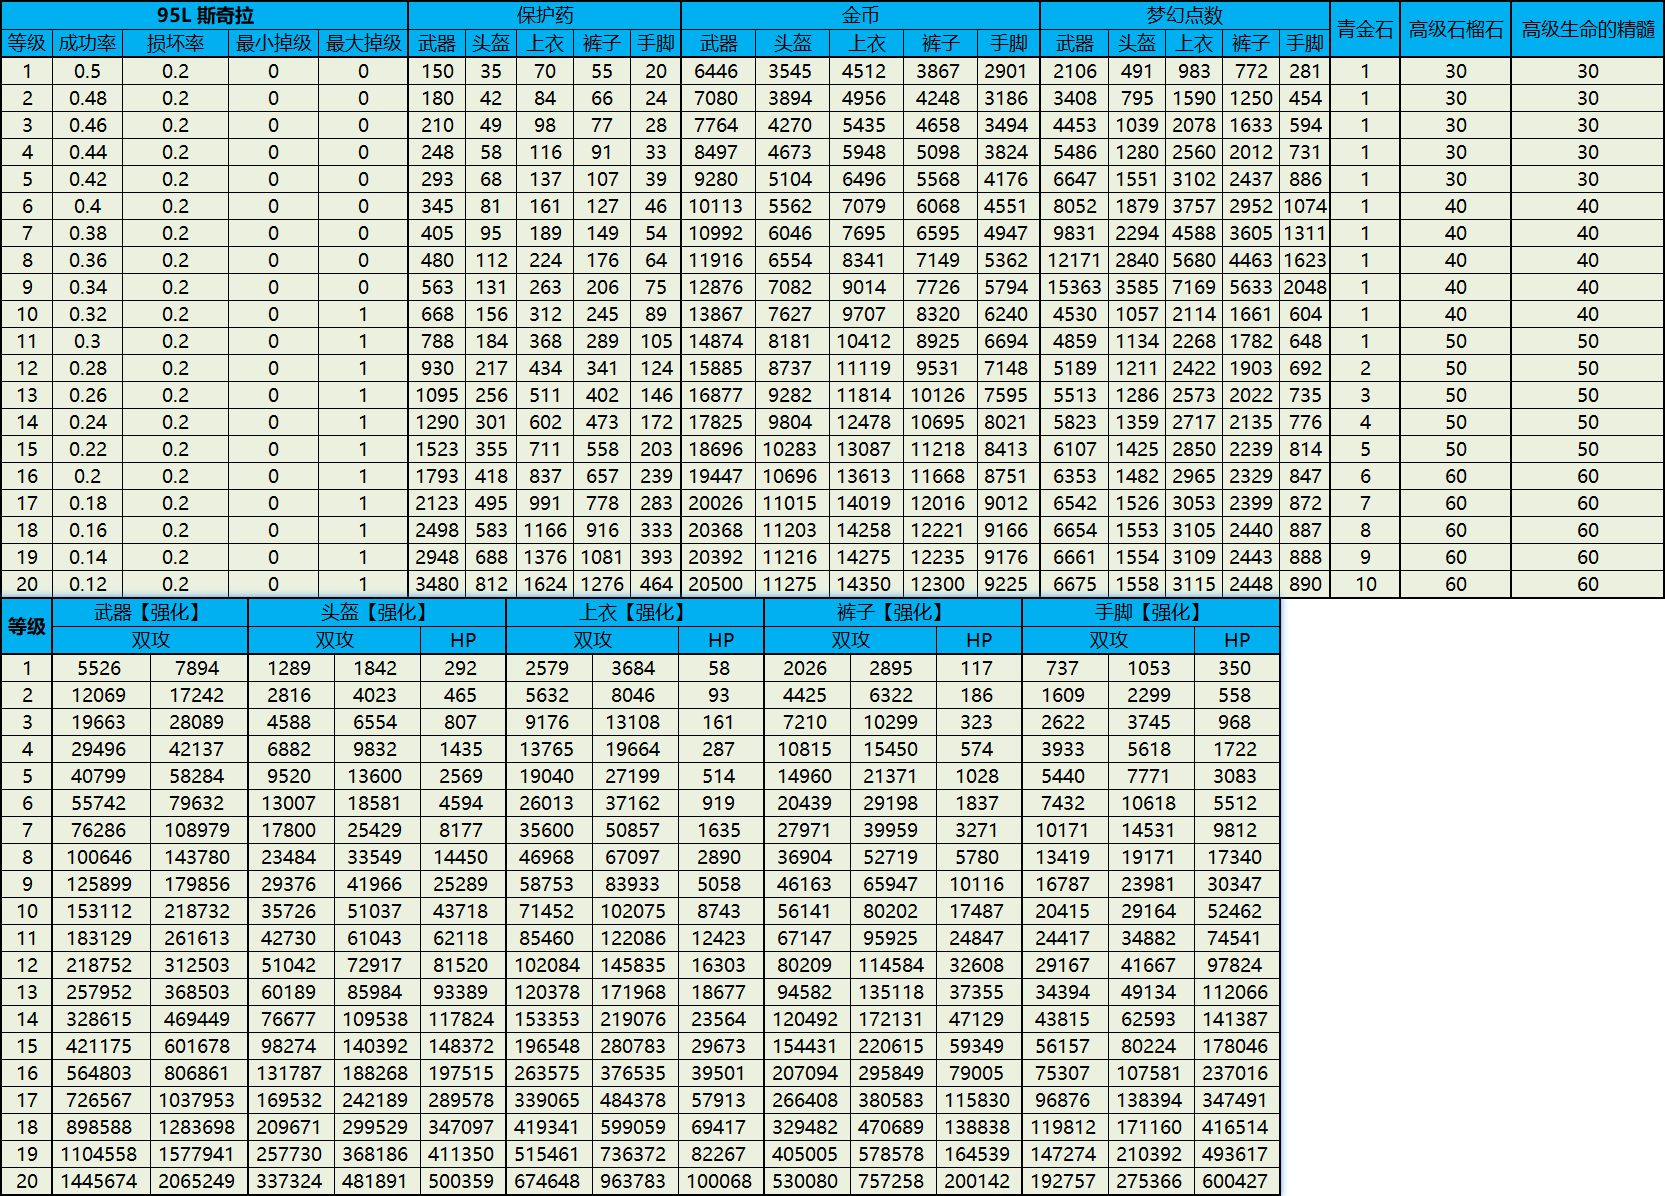 95L 斯奇拉 保护药 金币 梦幻点数 青金石 高级石榴石 高级生命的精髓
等级 成功率 损坏率 最小掉级 最大掉级 武器 头盔 上衣 裤子 手脚 武器 头盔 上衣 裤子 手脚 武器 头盔 上衣 裤子 手脚
1 0.5 0.2 0 0 150 35 70 55 20 6446 3545 4512 3867 2901 2106 491 983 772 281 1 30 30
2 0.48 0.2 0 0 180 42 84 66 24 7080 3894 4956 4248 3186 3408 795 1590 1250 454 1 30 30
3 0.46 0.2 0 0 210 49 98 77 28 7764 4270 5435 4658 3494 4453 1039 2078 1633 594 1 30 30
4 0.44 0.2 0 0 248 58 116 91 33 8497 4673 5948 5098 3824 5486 1280 2560 2012 731 1 30 30
5 0.42 0.2 0 0 293 68 137 107 39 9280 5104 6496 5568 4176 6647 1551 3102 2437 886 1 30 30
6 0.4 0.2 0 0 345 81 161 127 46 10113 5562 7079 6068 4551 8052 1879 3757 2952 1074 1 40 40
7 0.38 0.2 0 0 405 95 189 149 54 10992 6046 7695 6595 4947 9831 2294 4588 3605 1311 1 40 40
8 0.36 0.2 0 0 480 112 224 176 64 11916 6554 8341 7149 5362 12171 2840 5680 4463 1623 1 40 40
9 0.34 0.2 0 0 563 131 263 206 75 12876 7082 9014 7726 5794 15363 3585 7169 5633 2048 1 40 40
10 0.32 0.2 0 1 668 156 312 245 89 13867 7627 9707 8320 6240 4530 1057 2114 1661 604 1 40 40
11 0.3 0.2 0 1 788 184 368 289 105 14874 8181 10412 8925 6694 4859 1134 2268 1782 648 1 50 50
12 0.28 0.2 0 1 930 217 434 341 124 15885 8737 11119 9531 7148 5189 1211 2422 1903 692 2 50 50
13 0.26 0.2 0 1 1095 256 511 402 146 16877 9282 11814 10126 7595 5513 1286 2573 2022 735 3 50 50
14 0.24 0.2 0 1 1290 301 602 473 172 17825 9804 12478 10695 8021 5823 1359 2717 2135 776 4 50 50
15 0.22 0.2 0 1 1523 355 711 558 203 18696 10283 13087 11218 8413 6107 1425 2850 2239 814 5 50 50
16 0.2 0.2 0 1 1793 418 837 657 239 19447 10696 13613 11668 8751 6353 1482 2965 2329 847 6 60 60
17 0.18 0.2 0 1 2123 495 991 778 283 20026 11015 14019 12016 9012 6542 1526 3053 2399 872 7 60 60
18 0.16 0.2 0 1 2498 583 1166 916 333 20368 11203 14258 12221 9166 6654 1553 3105 2440 887 8 60 60
19 0.14 0.2 0 1 2948 688 1376 1081 393 20392 11216 14275 12235 9176 6661 1554 3109 2443 888 9 60 60
20 0.12 0.2 0 1 3480 812 1624 1276 464 20500 11275 14350 12300 9225 6675 1558 3115 2448 890 10 60 60
等级 武器【强化】 头盔【强化】 上衣【强化】 裤子【强化】 手脚【强化】
双攻 双攻 HP 双攻 HP 双攻 HP 双攻 HP
1 5526 7894 1289 1842 292 2579 3684 58 2026 2895 117 737 1053 350
2 12069 17242 2816 4023 465 5632 8046 93 4425 6322 186 1609 2299 558
3 19663 28089 4588 6554 807 9176 13108 161 7210 10299 323 2622 3745 968
4 29496 42137 6882 9832 1435 13765 19664 287 10815 15450 574 3933 5618 1722
5 40799 58284 9520 13600 2569 19040 27199 514 14960 21371 1028 5440 7771 3083
6 55742 79632 13007 18581 4594 26013 37162 919 20439 29198 1837 7432 10618 5512
7 76286 108979 17800 25429 8177 35600 50857 1635 27971 39959 3271 10171 14531 9812
8 100646 143780 23484 33549 14450 46968 67097 2890 36904 52719 5780 13419 19171 17340
9 125899 179856 29376 41966 25289 58753 83933 5058 46163 65947 10116 16787 23981 30347
10 153112 218732 35726 51037 43718 71452 102075 8743 56141 80202 17487 20415 29164 52462
11 183129 261613 42730 61043 62118 85460 122086 12423 67147 95925 24847 24417 34882 74541
12 218752 312503 51042 72917 81520 102084 145835 16303 80209 114584 32608 29167 41667 97824
13 257952 368503 60189 85984 93389 120378 171968 18677 94582 135118 37355 34394 49134 112066
14 328615 469449 76677 109538 117824 153353 219076 23564 120492 172131 47129 43815 62593 141387
15 421175 601678 98274 140392 148372 196548 280783 29673 154431 220615 59349 56157 80224 178046
16 564803 806861 131787 188268 197515 263575 376535 39501 207094 295849 79005 75307 107581 237016
17 726567 1037953 169532 242189 289578 339065 484378 57913 266408 380583 115830 96876 138394 347491
18 898588 1283698 209671 299529 347097 419341 599059 69417 329482 470689 138838 119812 171160 416514
19 1104558 1577941 257730 368186 411350 515461 736372 82267 405005 578578 164539 147274 210392 493617
20 1445674 2065249 337324 481891 500359 674648 963783 100068 530080 757258 200142 192757 275366 600427